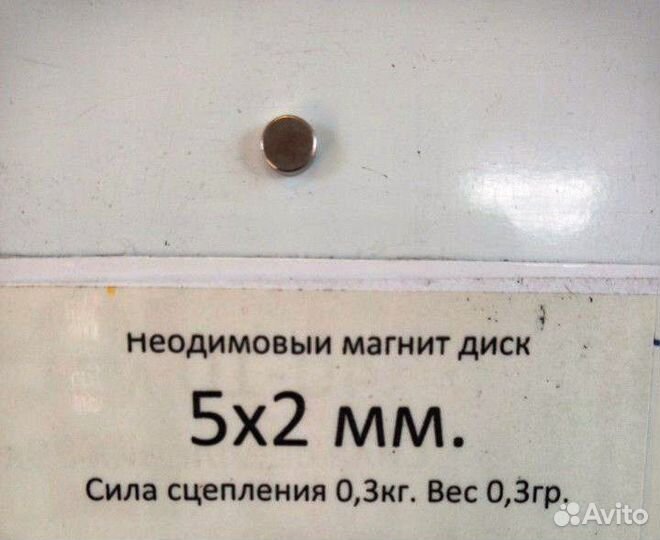 неодимовый магнит диск
5х2 мм.
Сила сцепления 0,3кг. Вес 0,3гр.
Avito